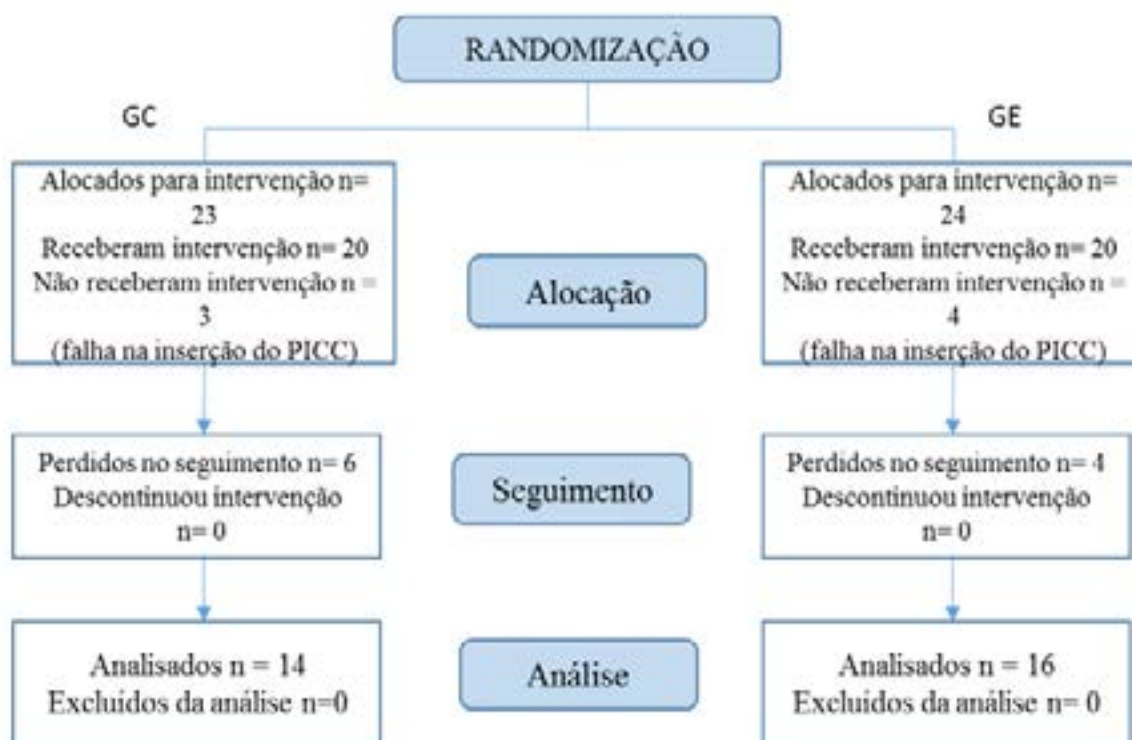 RANDOMIZAÇÃO
GC
GE
Alocados para intervenção n=
23
Receberam intervenção n= 20
Não receberam intervenção n =
3
(falha na inserção do PICC)
Alocação
Alocados para intervenção n=
24
Receberam intervenção n= 20
Não receberam intervenção n =
4
(falha na inserção do PICC)
Perdidos no seguimento n= 6
Descontinuou intervenção
n= 0
Seguimento
Perdidos no seguimento n= 4
Descontinuou intervenção
n= 0
Analisados n = 14
Excluídos da análise n=0
Análise
Analisados n = 16
Excluídos da análise n= 0